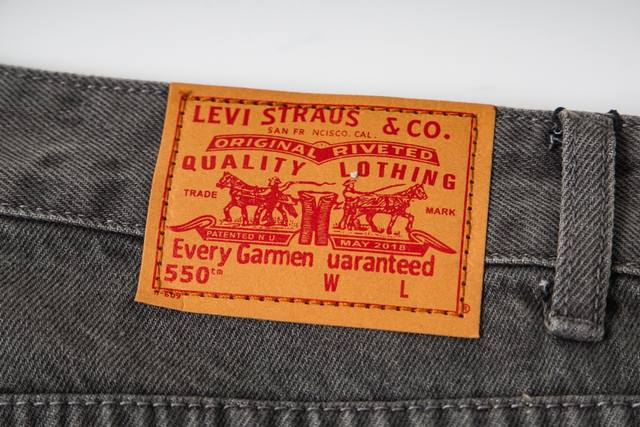 LEVI STRAUS & CO.
SAN FR NCISCO. CAL.
ORIGINAL RIVETED
QUALITY LOTHING
TRADE MARK
PATENTED N U MAY 2018
Every Garmen uaranteed
550tm W L
®